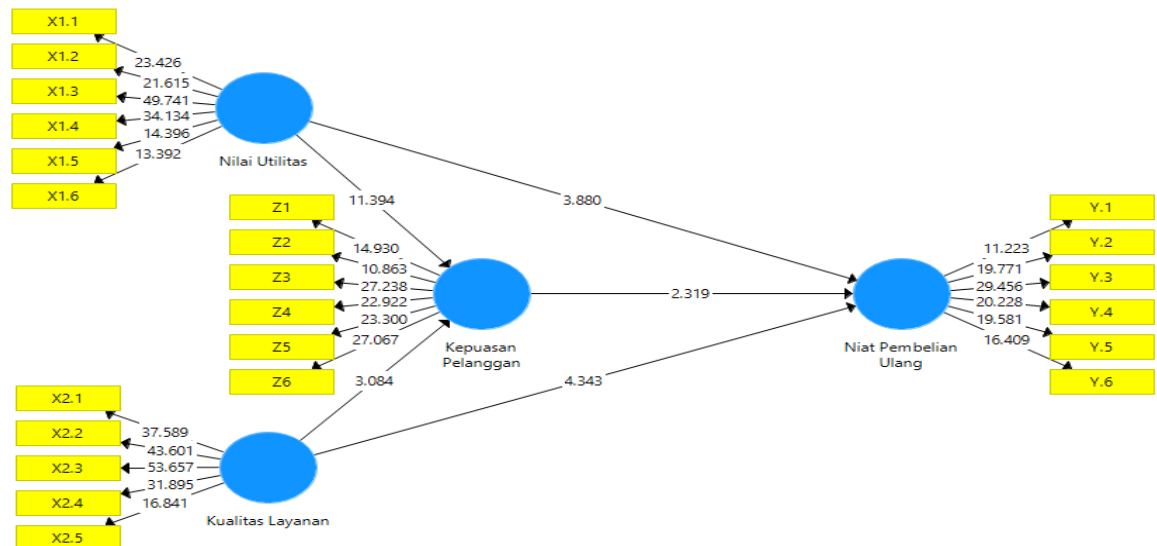 X1.1
X1.2
X1.3
X1.4
X1.5
X1.6
23.426
21.615
49.741
34.134
14.396
13.392
Nilai Utilitas
11.394
3.880
Z1
Z2
Z3
Z4
Z5
Z6
14.930
10.863
27.238
22.922
23.300
27.067
Kepuasan
Pelanggan
2.319
3.084
4.343
Y.1
Y.2
Y.3
Y.4
Y.5
Y.6
11.223
19.771
29.456
20.228
19.581
16.409
Niat Pembelian
Ulang
X2.1
X2.2
X2.3
X2.4
X2.5
37.589
43.601
53.657
31.895
16.841
Kualitas Layanan